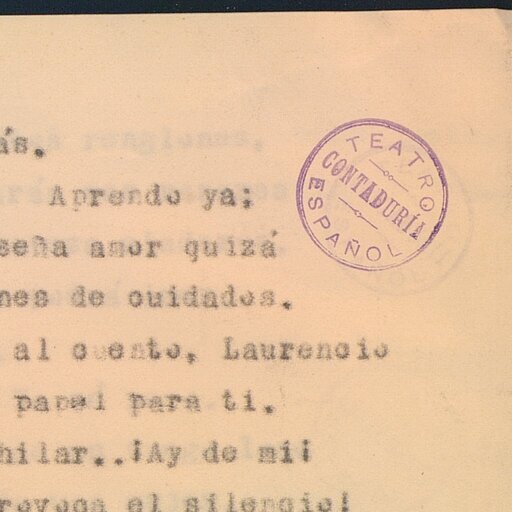 ás.
Aprendo ya;
seña amor quizá
nes de cuidados.
al cuento, Laurencio
papel para ti.
hilar..¡Ay de mi¡
rovoca el silencio!
TEATRO ESPAÑOL
CONTADURÍA